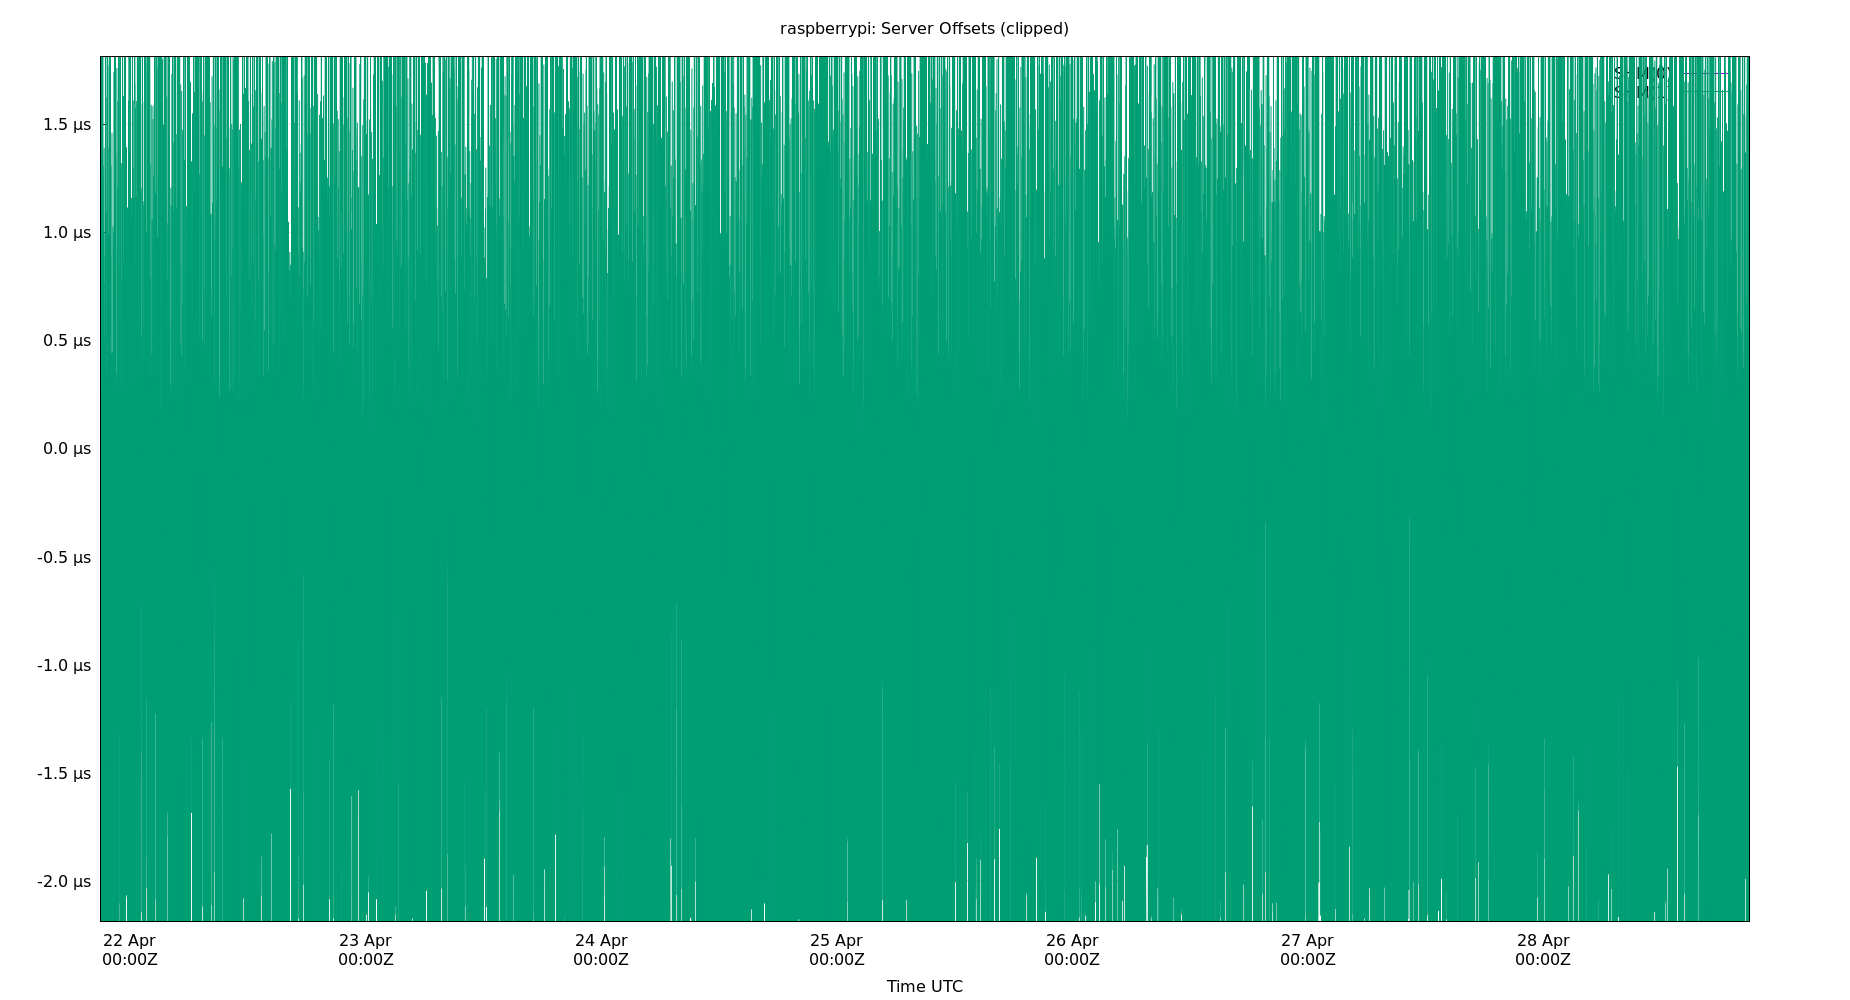 raspberrypi: Server Offsets (clipped)
1.5 µs
1.0 µs
0.5 µs
0.0 µs
-0.5 µs
-1.0 µs
-1.5 µs
-2.0 µs
22 Apr
00:00Z
23 Apr
00:00Z
24 Apr
00:00Z
25 Apr
00:00Z
26 Apr
00:00Z
27 Apr
00:00Z
28 Apr
00:00Z
Time UTC